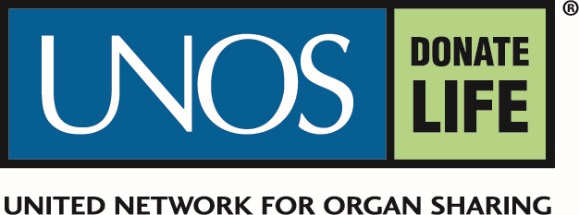 UNOS
DONATE
LIFE
®
UNITED NETWORK FOR ORGAN SHARING